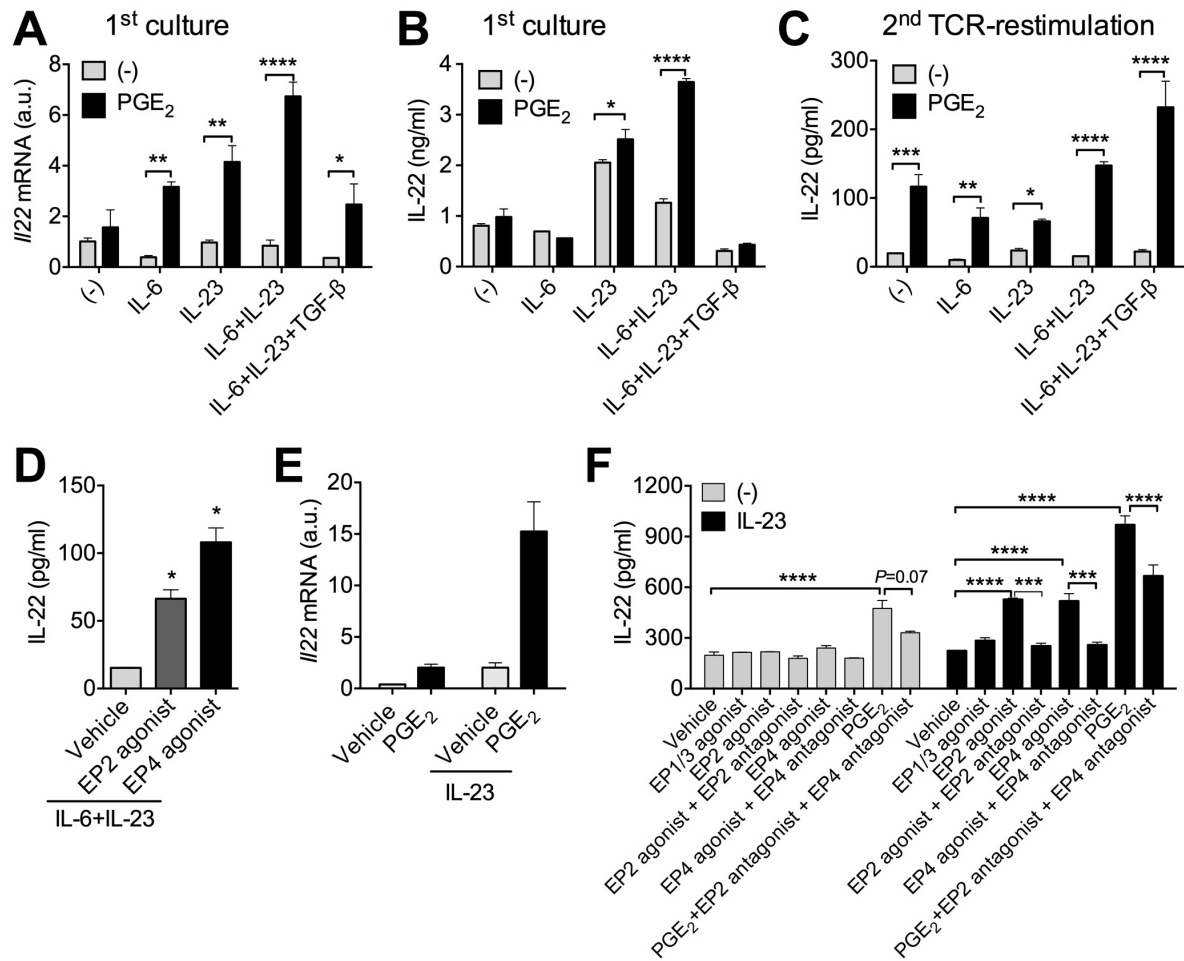 A
1st culture
Il22 mRNA (a.u.)
8
6
4
2
0
(-)
PGE2
**
**
****
*
(-)
IL-6
IL-23
IL-6+IL-23
IL-6+IL-23+TGF-β
B
1st culture
IL-22 (ng/ml)
4
3
2
1
0
(-)
PGE2
*
****
(-)
IL-6
IL-23
IL-6+IL-23
IL-6+IL-23+TGF-β
C
2nd TCR-restimulation
IL-22 (pg/ml)
300
200
100
0
(-)
PGE2
***
**
*
****
****
(-)
IL-6
IL-23
IL-6+IL-23
IL-6+IL-23+TGF-β
D
IL-22 (pg/ml)
150
100
50
0
*
*
Vehicle
EP2 agonist
EP4 agonist
IL-6+IL-23
E
Il22 mRNA (a.u.)
20
15
10
5
0
Vehicle
PGE2
Vehicle
PGE2
IL-23
F
IL-22 (pg/ml)
1200
900
600
300
0
(-)
IL-23
****
P=0.07
****
****
****
***
***
****
Vehicle
EP1/3 agonist
EP2 agonist
EP2 agonist + EP2 antagonist
EP4 agonist
EP4 agonist + EP4 antagonist
PGE2
PGE2+EP2 antagonist + EP4 antagonist
Vehicle
EP1/3 agonist
EP2 agonist
EP2 agonist + EP2 antagonist
EP4 agonist
EP4 agonist + EP4 antagonist
PGE2
PGE2+EP2 antagonist + EP4 antagonist